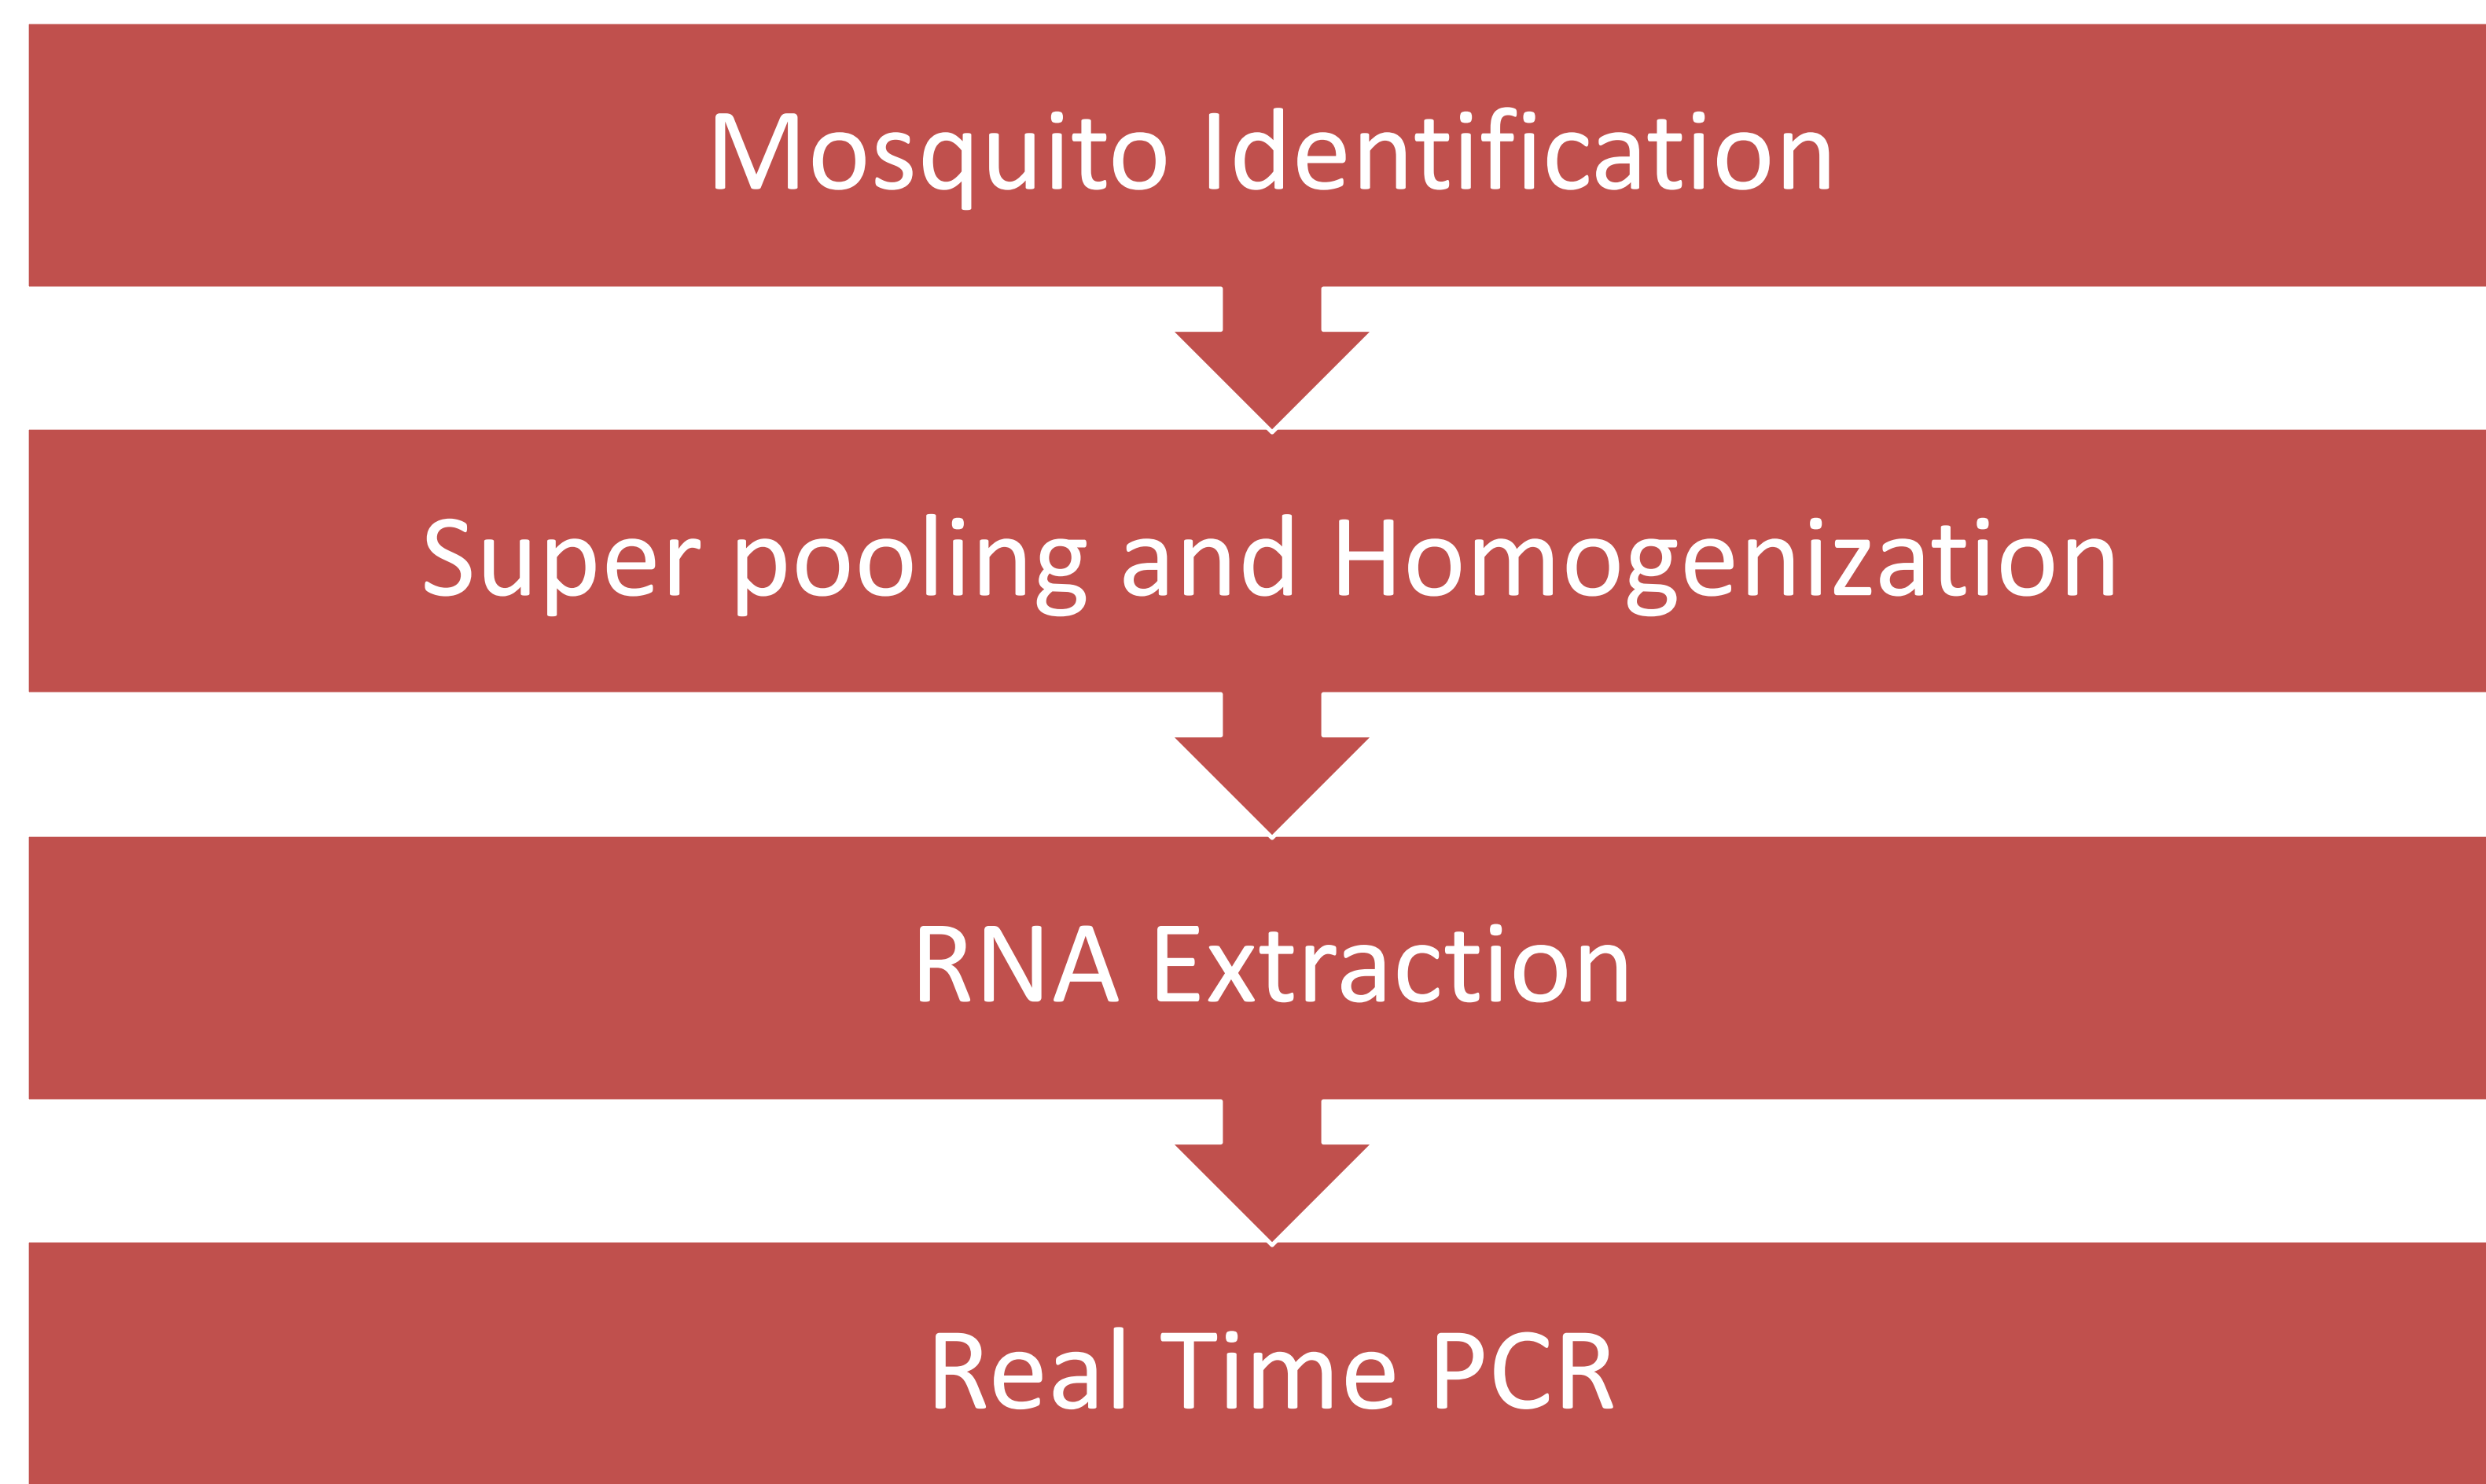 Mosquito Identification
Super pooling and Homogenization
RNA Extraction
Real Time PCR